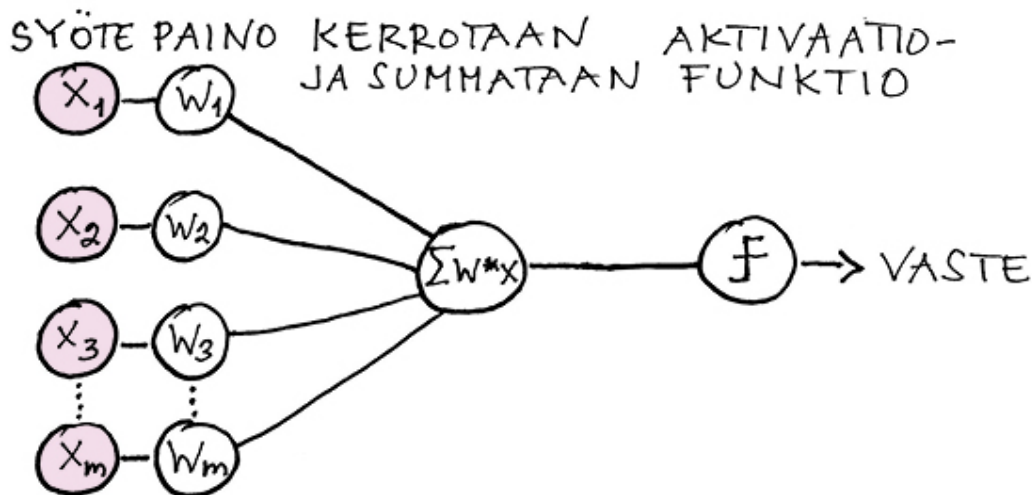 SYÖTE PAINO KERROTAAN AKTIVAATIO-
JA SUMMATAAN FUNKTIO
X₁ W₁
X₂ W₂
ΣW*X F → VASTE
X₃ W₃
Xm Wm